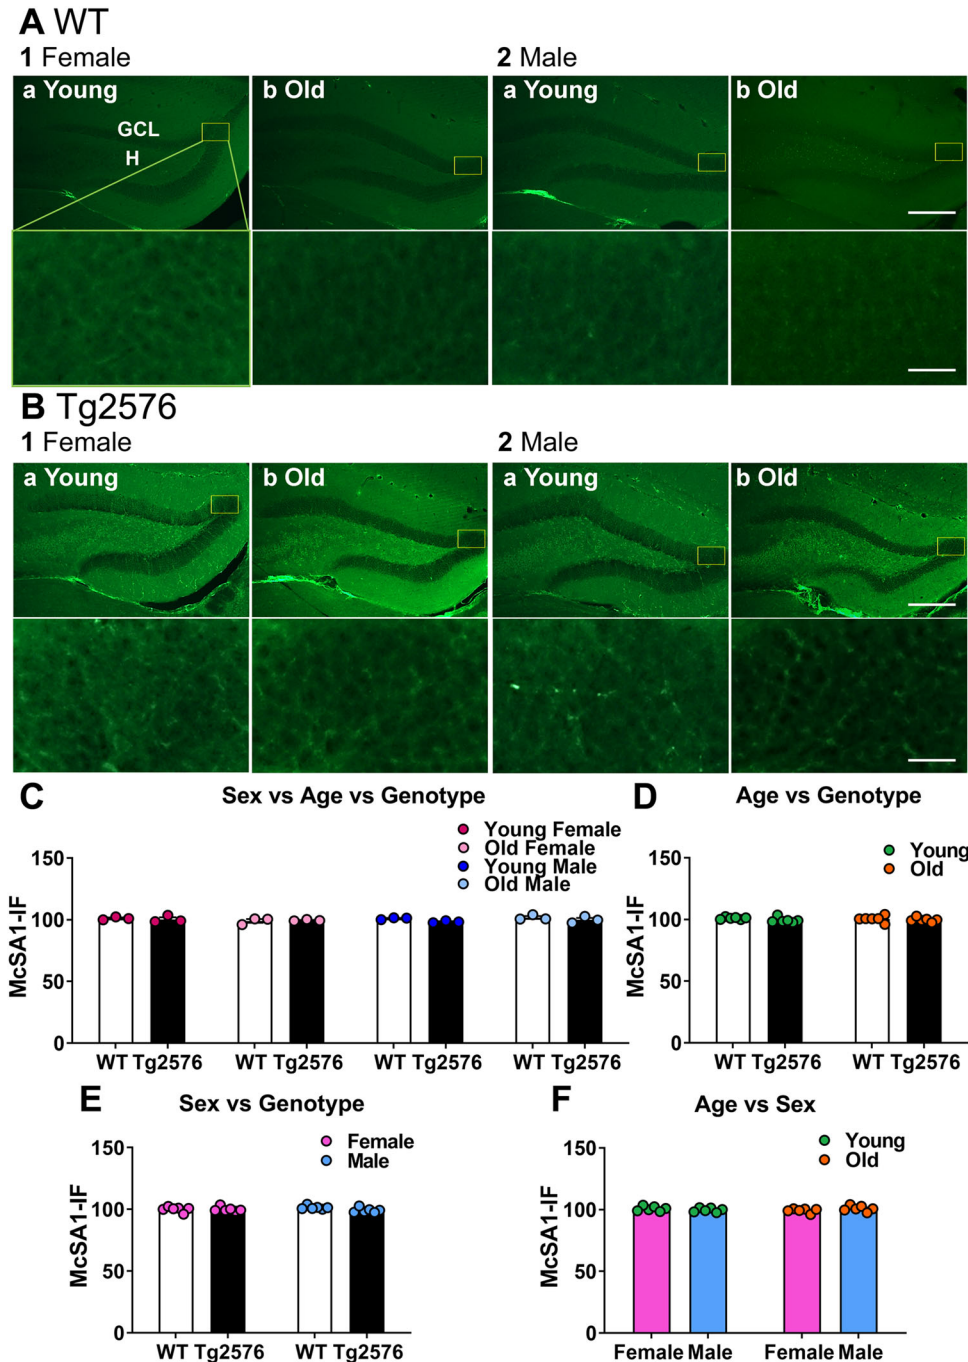 A WT
1 Female
2 Male
a Young
b Old
a Young
b Old
GCL
H
B Tg2576
1 Female
2 Male
a Young
b Old
a Young
b Old
C
Sex vs Age vs Genotype
Young Female
Old Female
Young Male
Old Male
McSA1-IF
150
100
50
0
WT Tg2576 WT Tg2576 WT Tg2576 WT Tg2576
D
Age vs Genotype
Young
Old
McSA1-IF
150
100
50
0
WT Tg2576 WT Tg2576
E
Sex vs Genotype
Female
Male
McSA1-IF
150
100
50
0
WT Tg2576 WT Tg2576
F
Age vs Sex
Young
Old
McSA1-IF
150
100
50
0
Female Male Female Male